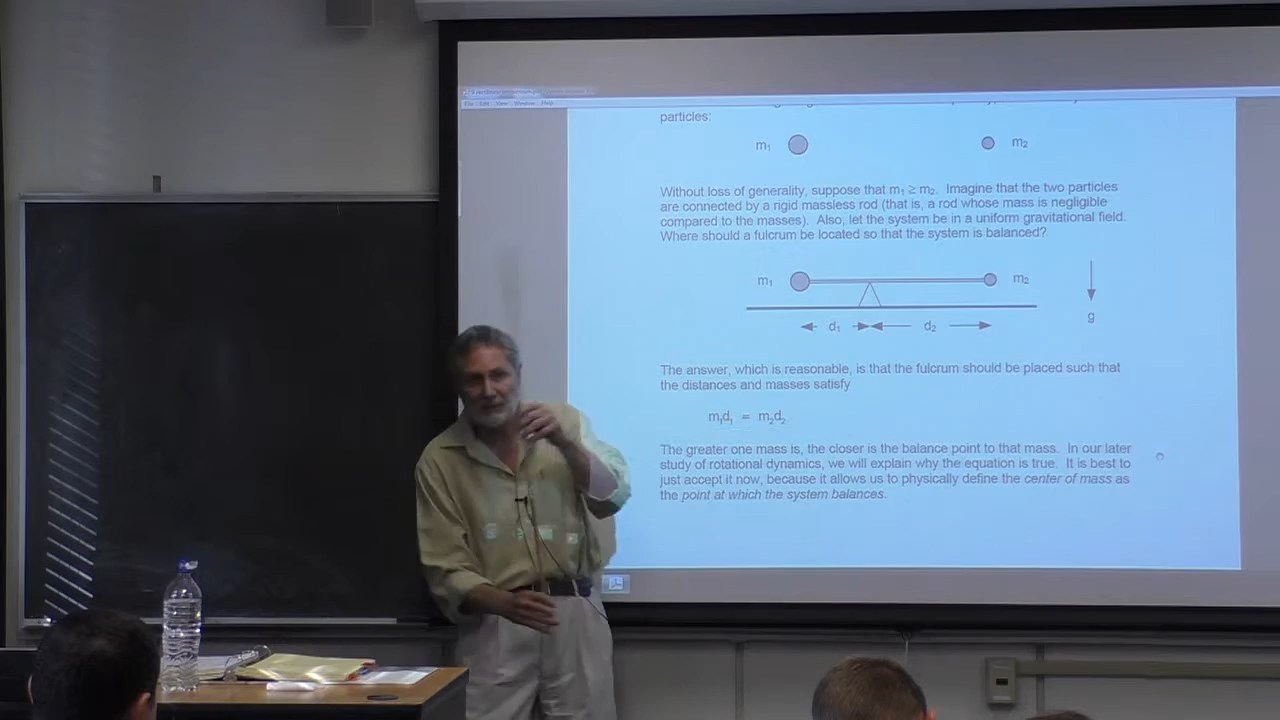 File Edit View Window Help
particles:
m₁ m₂
Without loss of generality, suppose that m₁ ≥ m₂. Imagine that the two particles
are connected by a rigid massless rod (that is, a rod whose mass is negligible
compared to the masses). Also, let the system be in a uniform gravitational field.
Where should a fulcrum be located so that the system is balanced?
m₁ m₂
g
d₁ d₂
The answer, which is reasonable, is that the fulcrum should be placed such that
the distances and masses satisfy
m₁d₁ = m₂d₂
The greater one mass is, the closer is the balance point to that mass. In our later
study of rotational dynamics, we will explain why the equation is true. It is best to
just accept it now, because it allows us to physically define the center of mass as
the point at which the system balances.